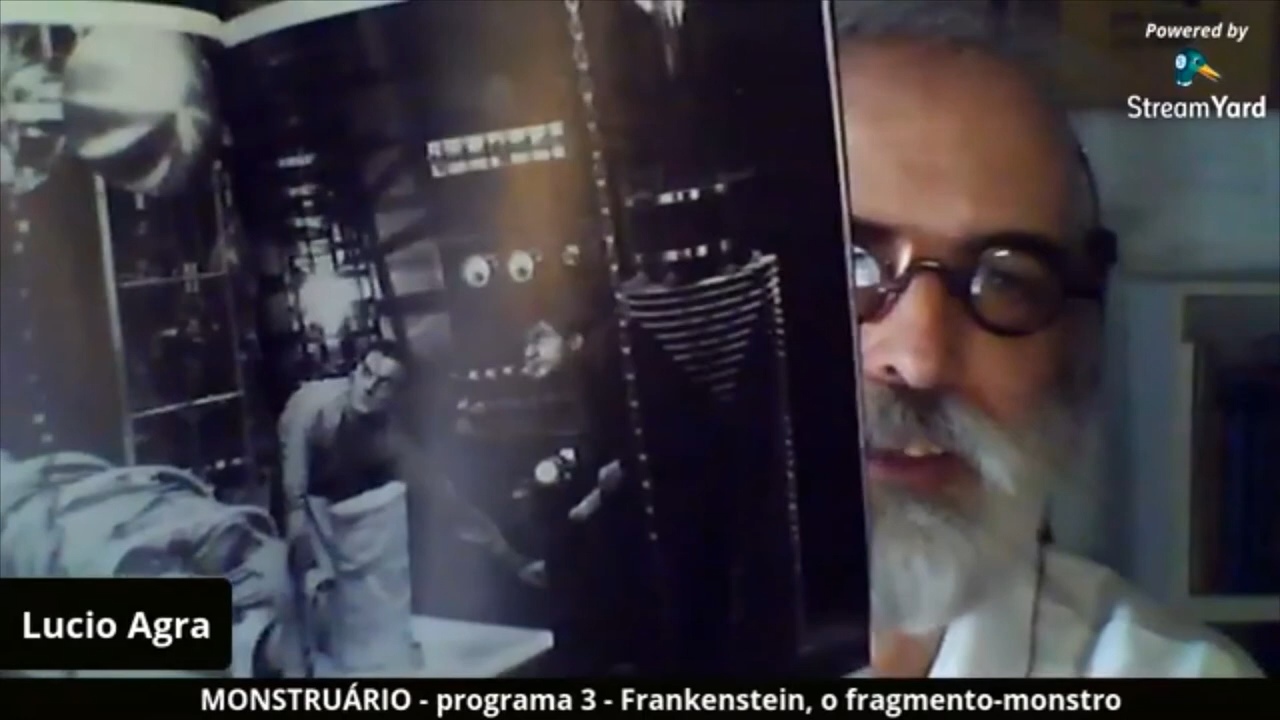 Powered by
StreamYard
Lucio Agra
MONSTRUÁRIO - programa 3 - Frankenstein, o fragmento-monstro